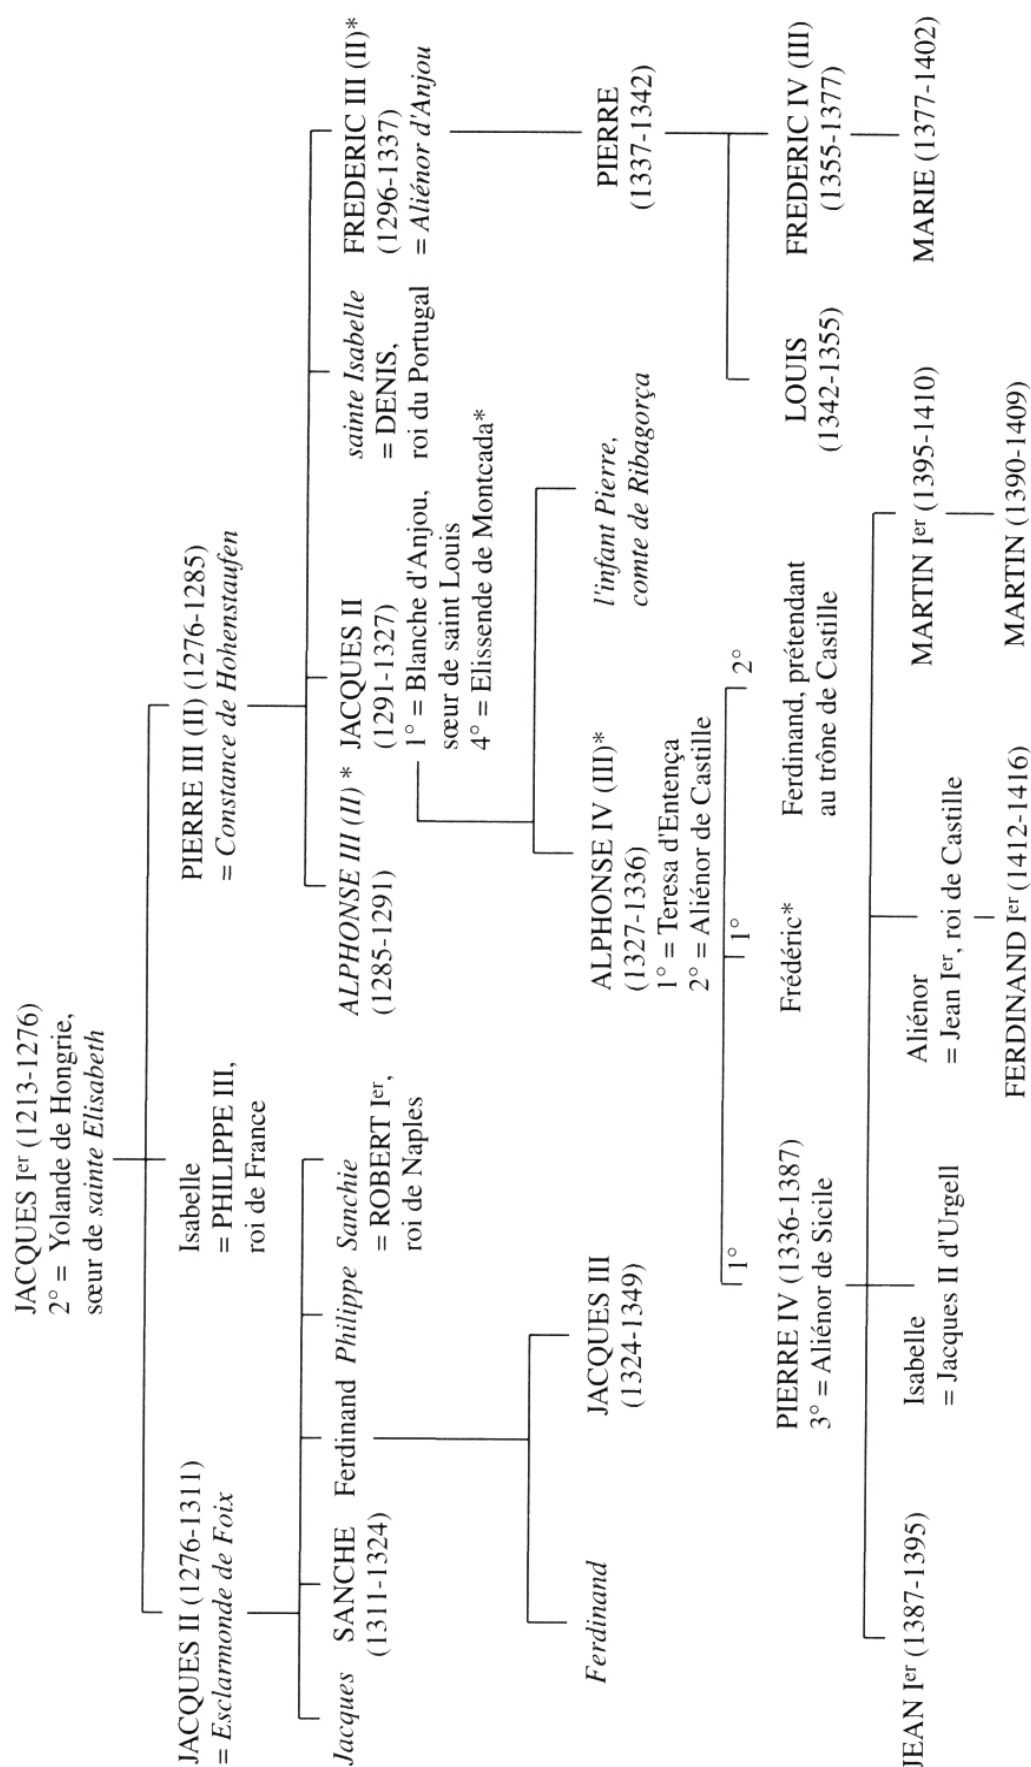 JACQUES Ier (1213-1276)
2° = Yolande de Hongrie,
sœur de sainte Elisabeth
JACQUES II (1276-1311)
= Esclarmonde de Foix
Isabelle
= PHILIPPE III,
roi de France
PIERRE III (II) (1276-1285)
= Constance de Hohenstaufen
Jacques
SANCHE
(1311-1324)
Ferdinand
Philippe
Sanchie
= ROBERT Ier,
roi de Naples
ALPHONSE III (II) *
(1285-1291)
JACQUES II
(1291-1327)
1° = Blanche d'Anjou,
sœur de saint Louis
4° = Elissende de Montcada*
sainte Isabelle
= DENIS,
roi du Portugal
FREDERIC III (II)*
(1296-1337)
= Aliénor d'Anjou
Ferdinand
JACQUES III
(1324-1349)
ALPHONSE IV (III)*
(1327-1336)
1° = Teresa d'Entença
2° = Aliénor de Castille
l'infant Pierre,
comte de Ribagorça
PIERRE
(1337-1342)
1°
1°
2°
PIERRE IV (1336-1387)
3° = Aliénor de Sicile
Frédéric*
Ferdinand, prétendant
au trône de Castille
LOUIS
(1342-1355)
FREDERIC IV (III)
(1355-1377)
JEAN Ier (1387-1395)
Isabelle
= Jacques II d'Urgell
Aliénor
= Jean Ier, roi de Castille
MARTIN Ier (1395-1410)
MARIE (1377-1402)
FERDINAND Ier (1412-1416)
MARTIN (1390-1409)